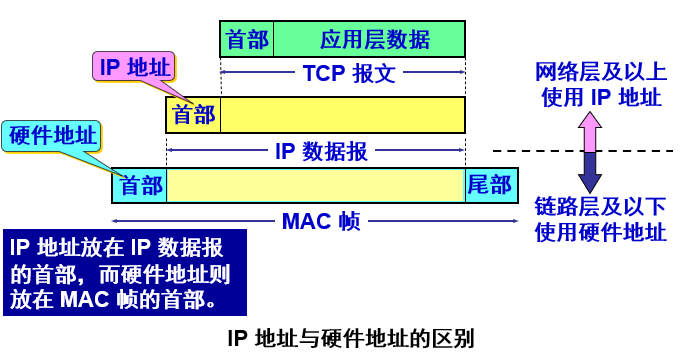 首部
应用层数据
IP 地址
TCP 报文
网络层及以上
使用 IP 地址
首部
硬件地址
IP 数据报
首部
尾部
链路层及以下
使用硬件地址
MAC 帧
IP 地址放在 IP 数据报
的首部，而硬件地址则
放在 MAC 帧的首部。
IP 地址与硬件地址的区别